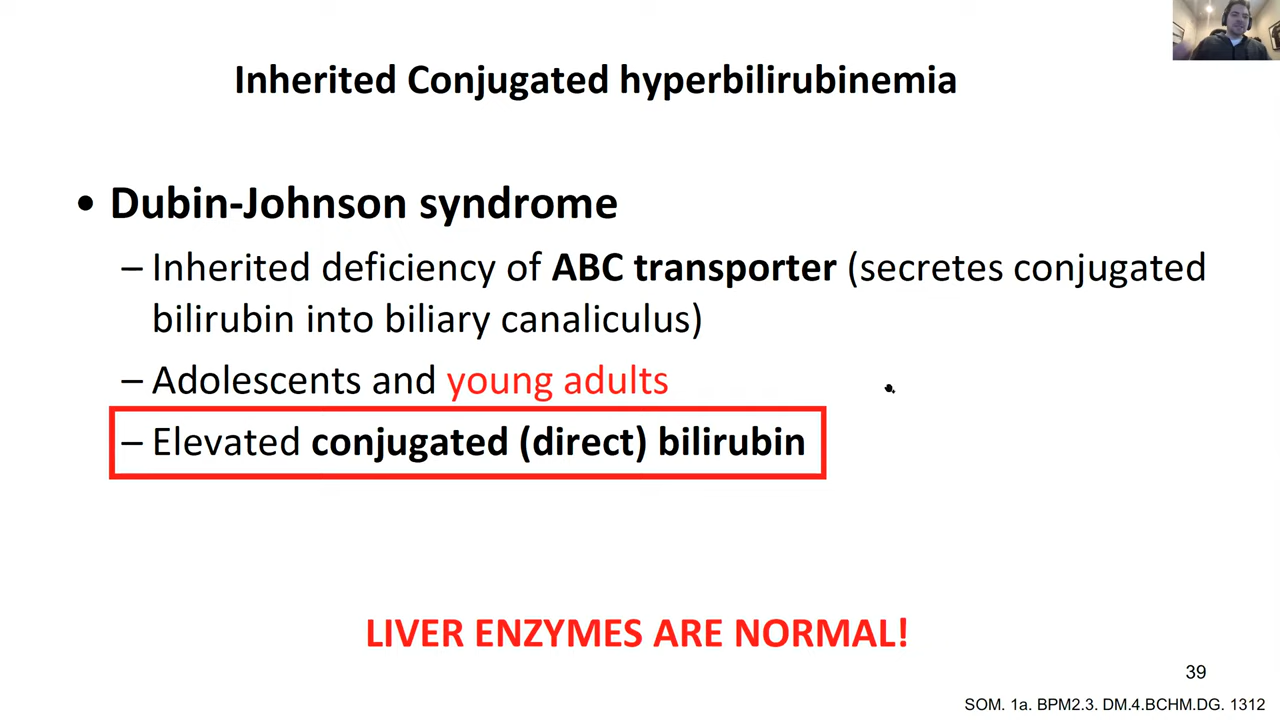 Inherited Conjugated hyperbilirubinemia
• Dubin-Johnson syndrome
– Inherited deficiency of ABC transporter (secretes conjugated
bilirubin into biliary canaliculus)
– Adolescents and young adults
– Elevated conjugated (direct) bilirubin
LIVER ENZYMES ARE NORMAL!
39
SOM. 1a. BPM2.3. DM.4.BCHM.DG. 1312